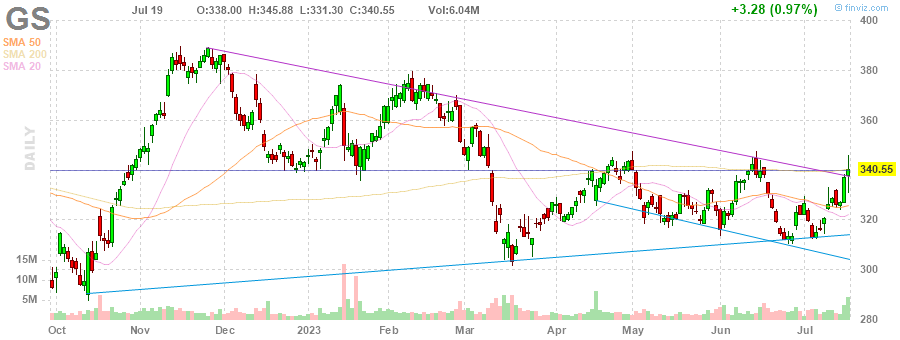 GS
Jul 19 O:338.00 H:345.88 L:331.30 C:340.55 Vol:6.04M +3.28 (0.97%)
© finviz.com
SMA 50
SMA 200
SMA 20
DAILY
400
380
360
340.55
320
300
280
15M
10M
5M
Oct Nov Dec 2023 Feb Mar Apr May Jun Jul